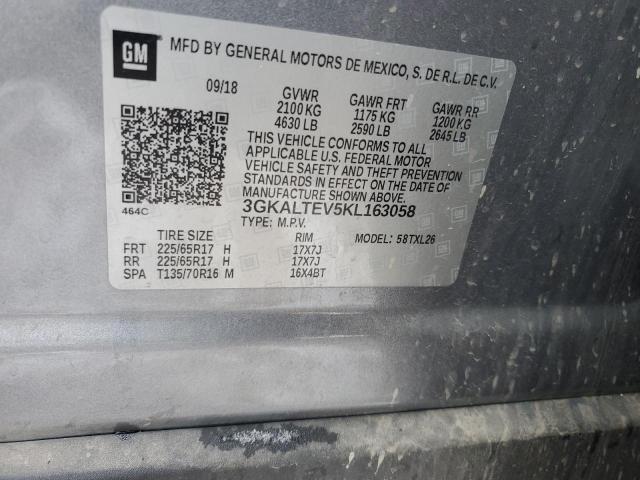 GM
MFD BY GENERAL MOTORS DE MEXICO, S. DE R.L. DE C.V.
09/18 GVWR GAWR FRT GAWR RR
2100 KG 1175 KG 1200 KG
4630 LB 2590 LB 2645 LB
THIS VEHICLE CONFORMS TO ALL
APPLICABLE U.S. FEDERAL MOTOR
VEHICLE SAFETY AND THEFT PREVENTION
STANDARDS IN EFFECT ON THE DATE OF
MANUFACTURE SHOWN ABOVE.
464C
3GKALTEV5KL163058
TYPE: M.P.V. MODEL: 58TXL26
TIRE SIZE RIM
FRT 225/65R17 H 17X7J
RR 225/65R17 H 17X7J
SPA T135/70R16 M 16X4BT